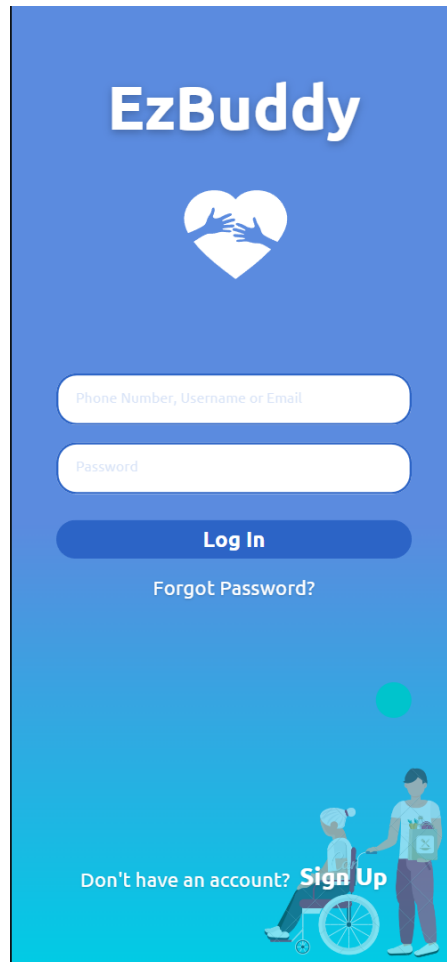 EzBuddy
Phone Number, Username or Email
Password
Log In
Forgot Password?
Don't have an account? Sign Up